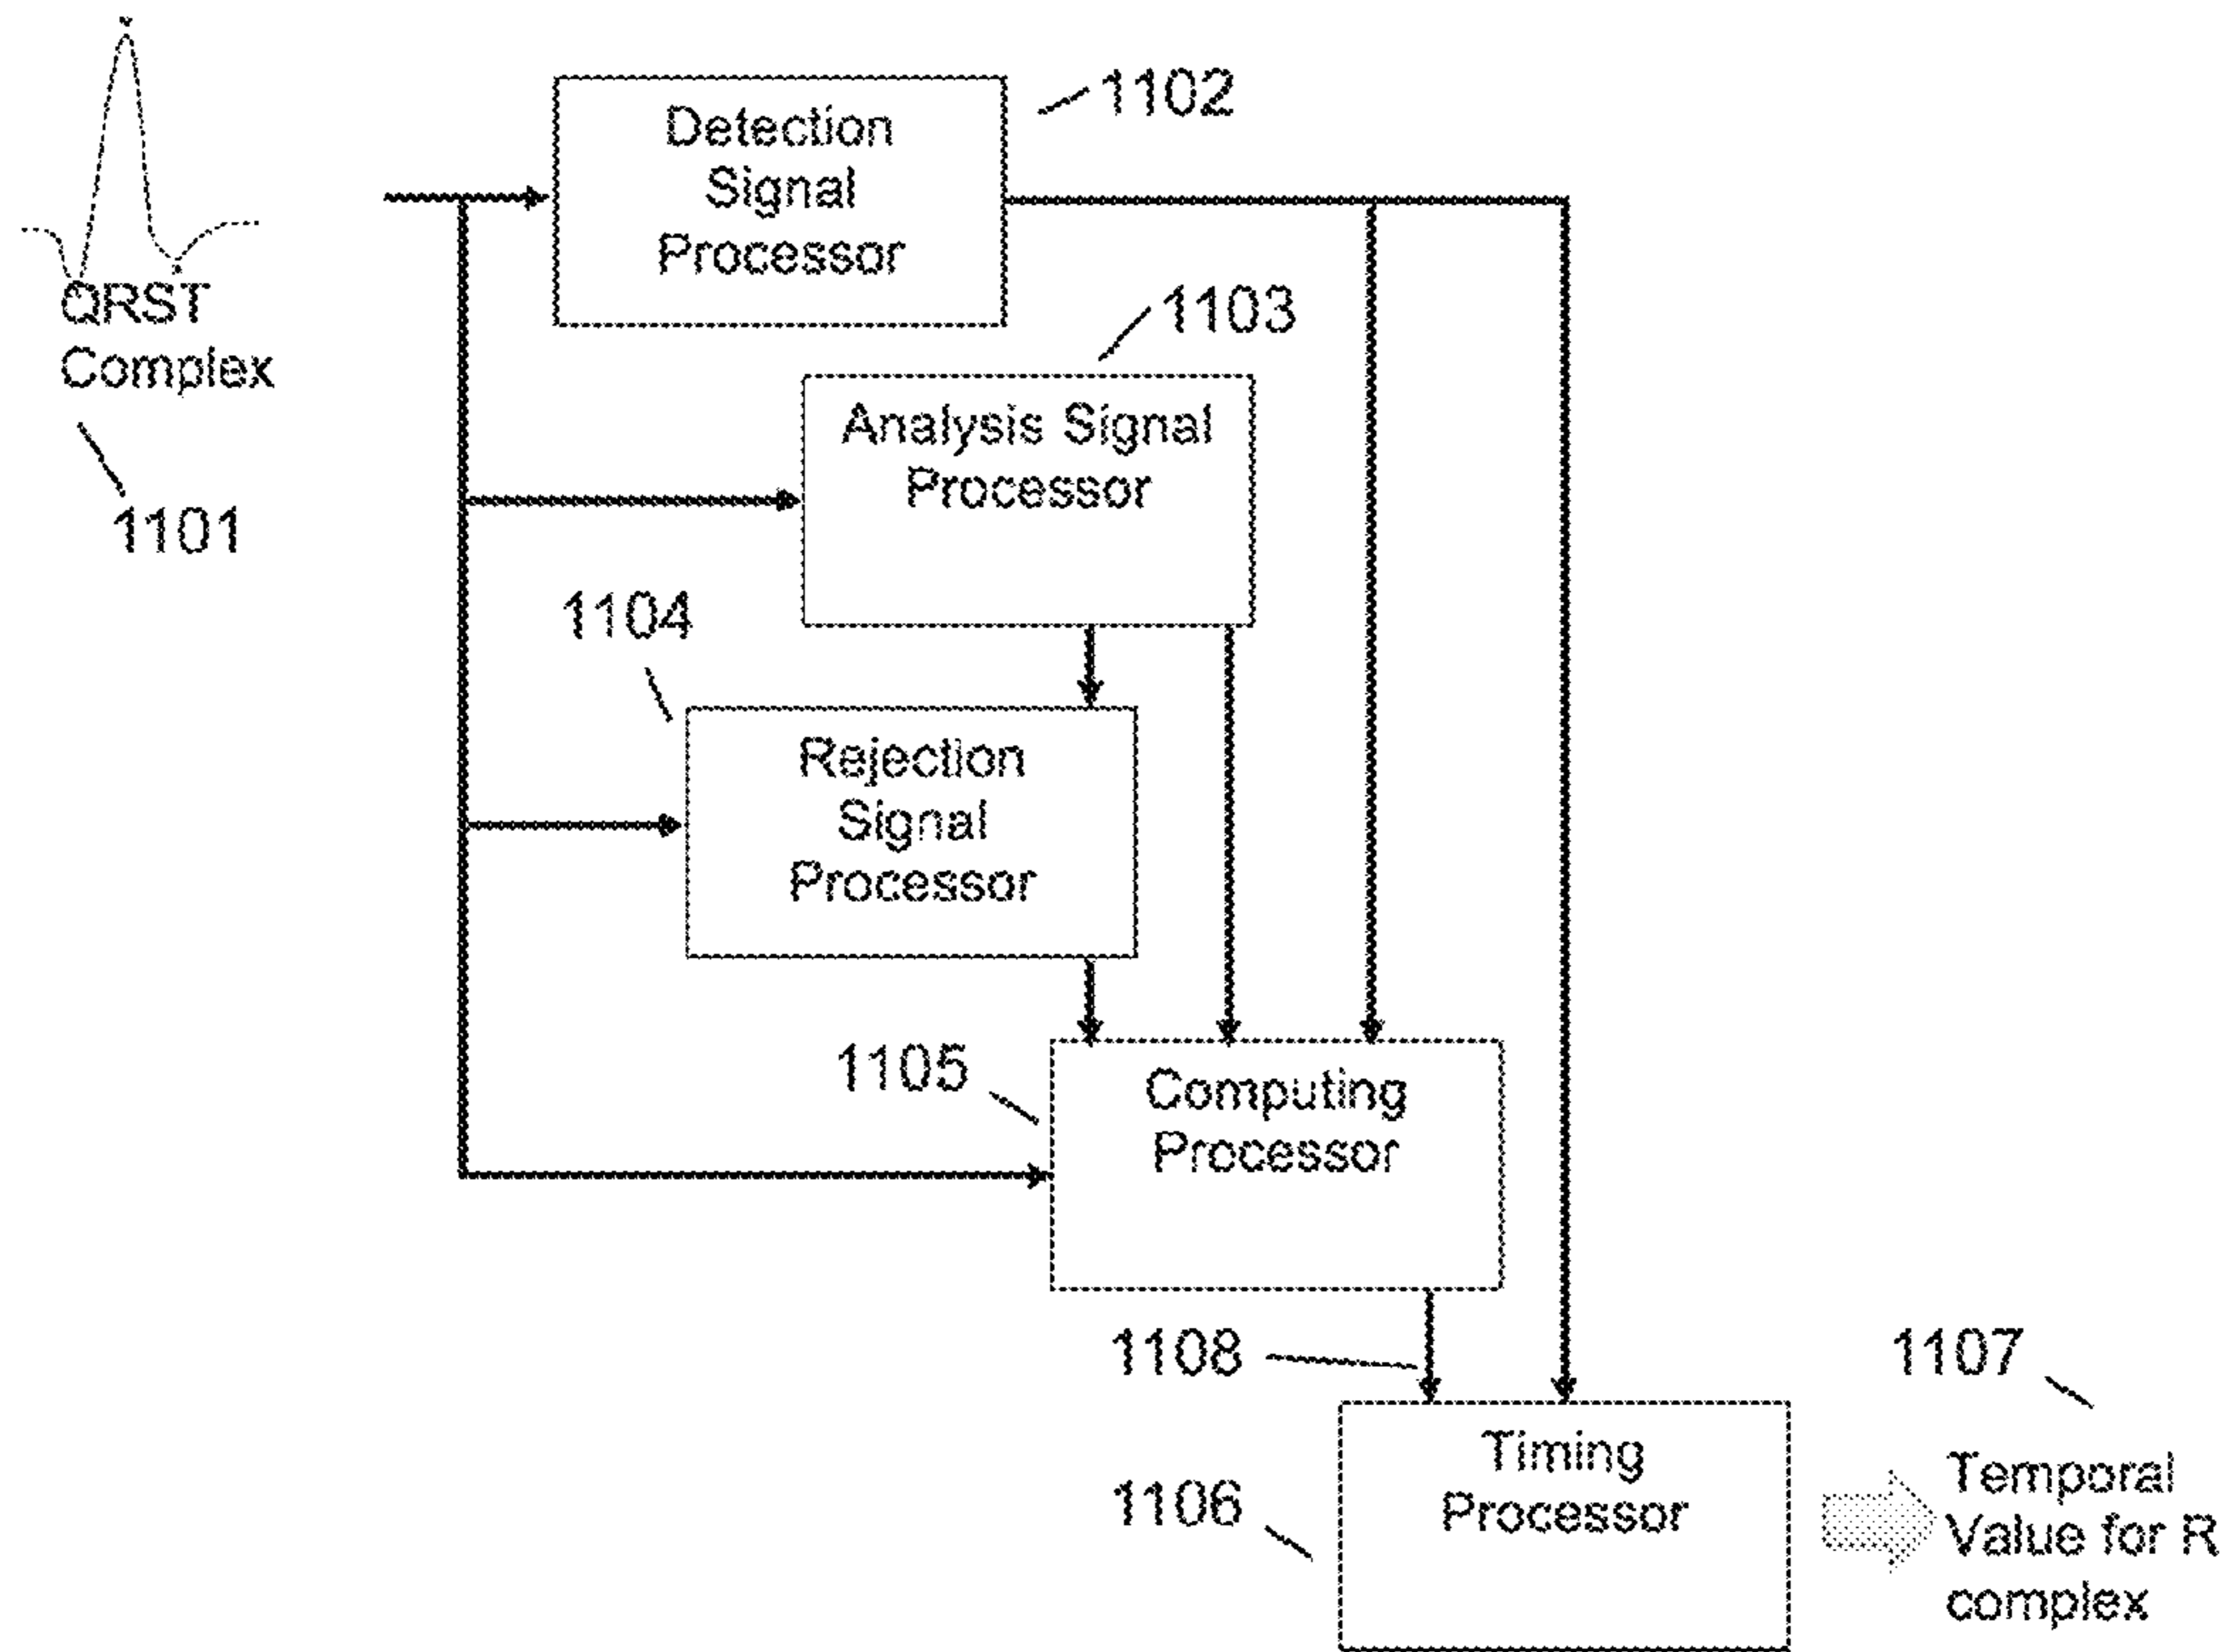 1102
Detection
Signal
Processor
QRST
Complex
1101
1103
Analysis Signal
Processor
1104
Rejection
Signal
Processor
1105
Computing
Processor
1108
1107
Timing
Processor
1106
Temporal
Value for R
complex